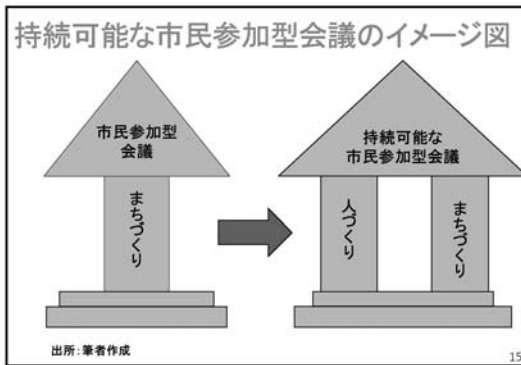 持続可能な市民参加型会議のイメージ図
市民参加型
会議
まちづくり
持続可能な
市民参加型会議
人づくり
まちづくり
出所:筆者作成
15